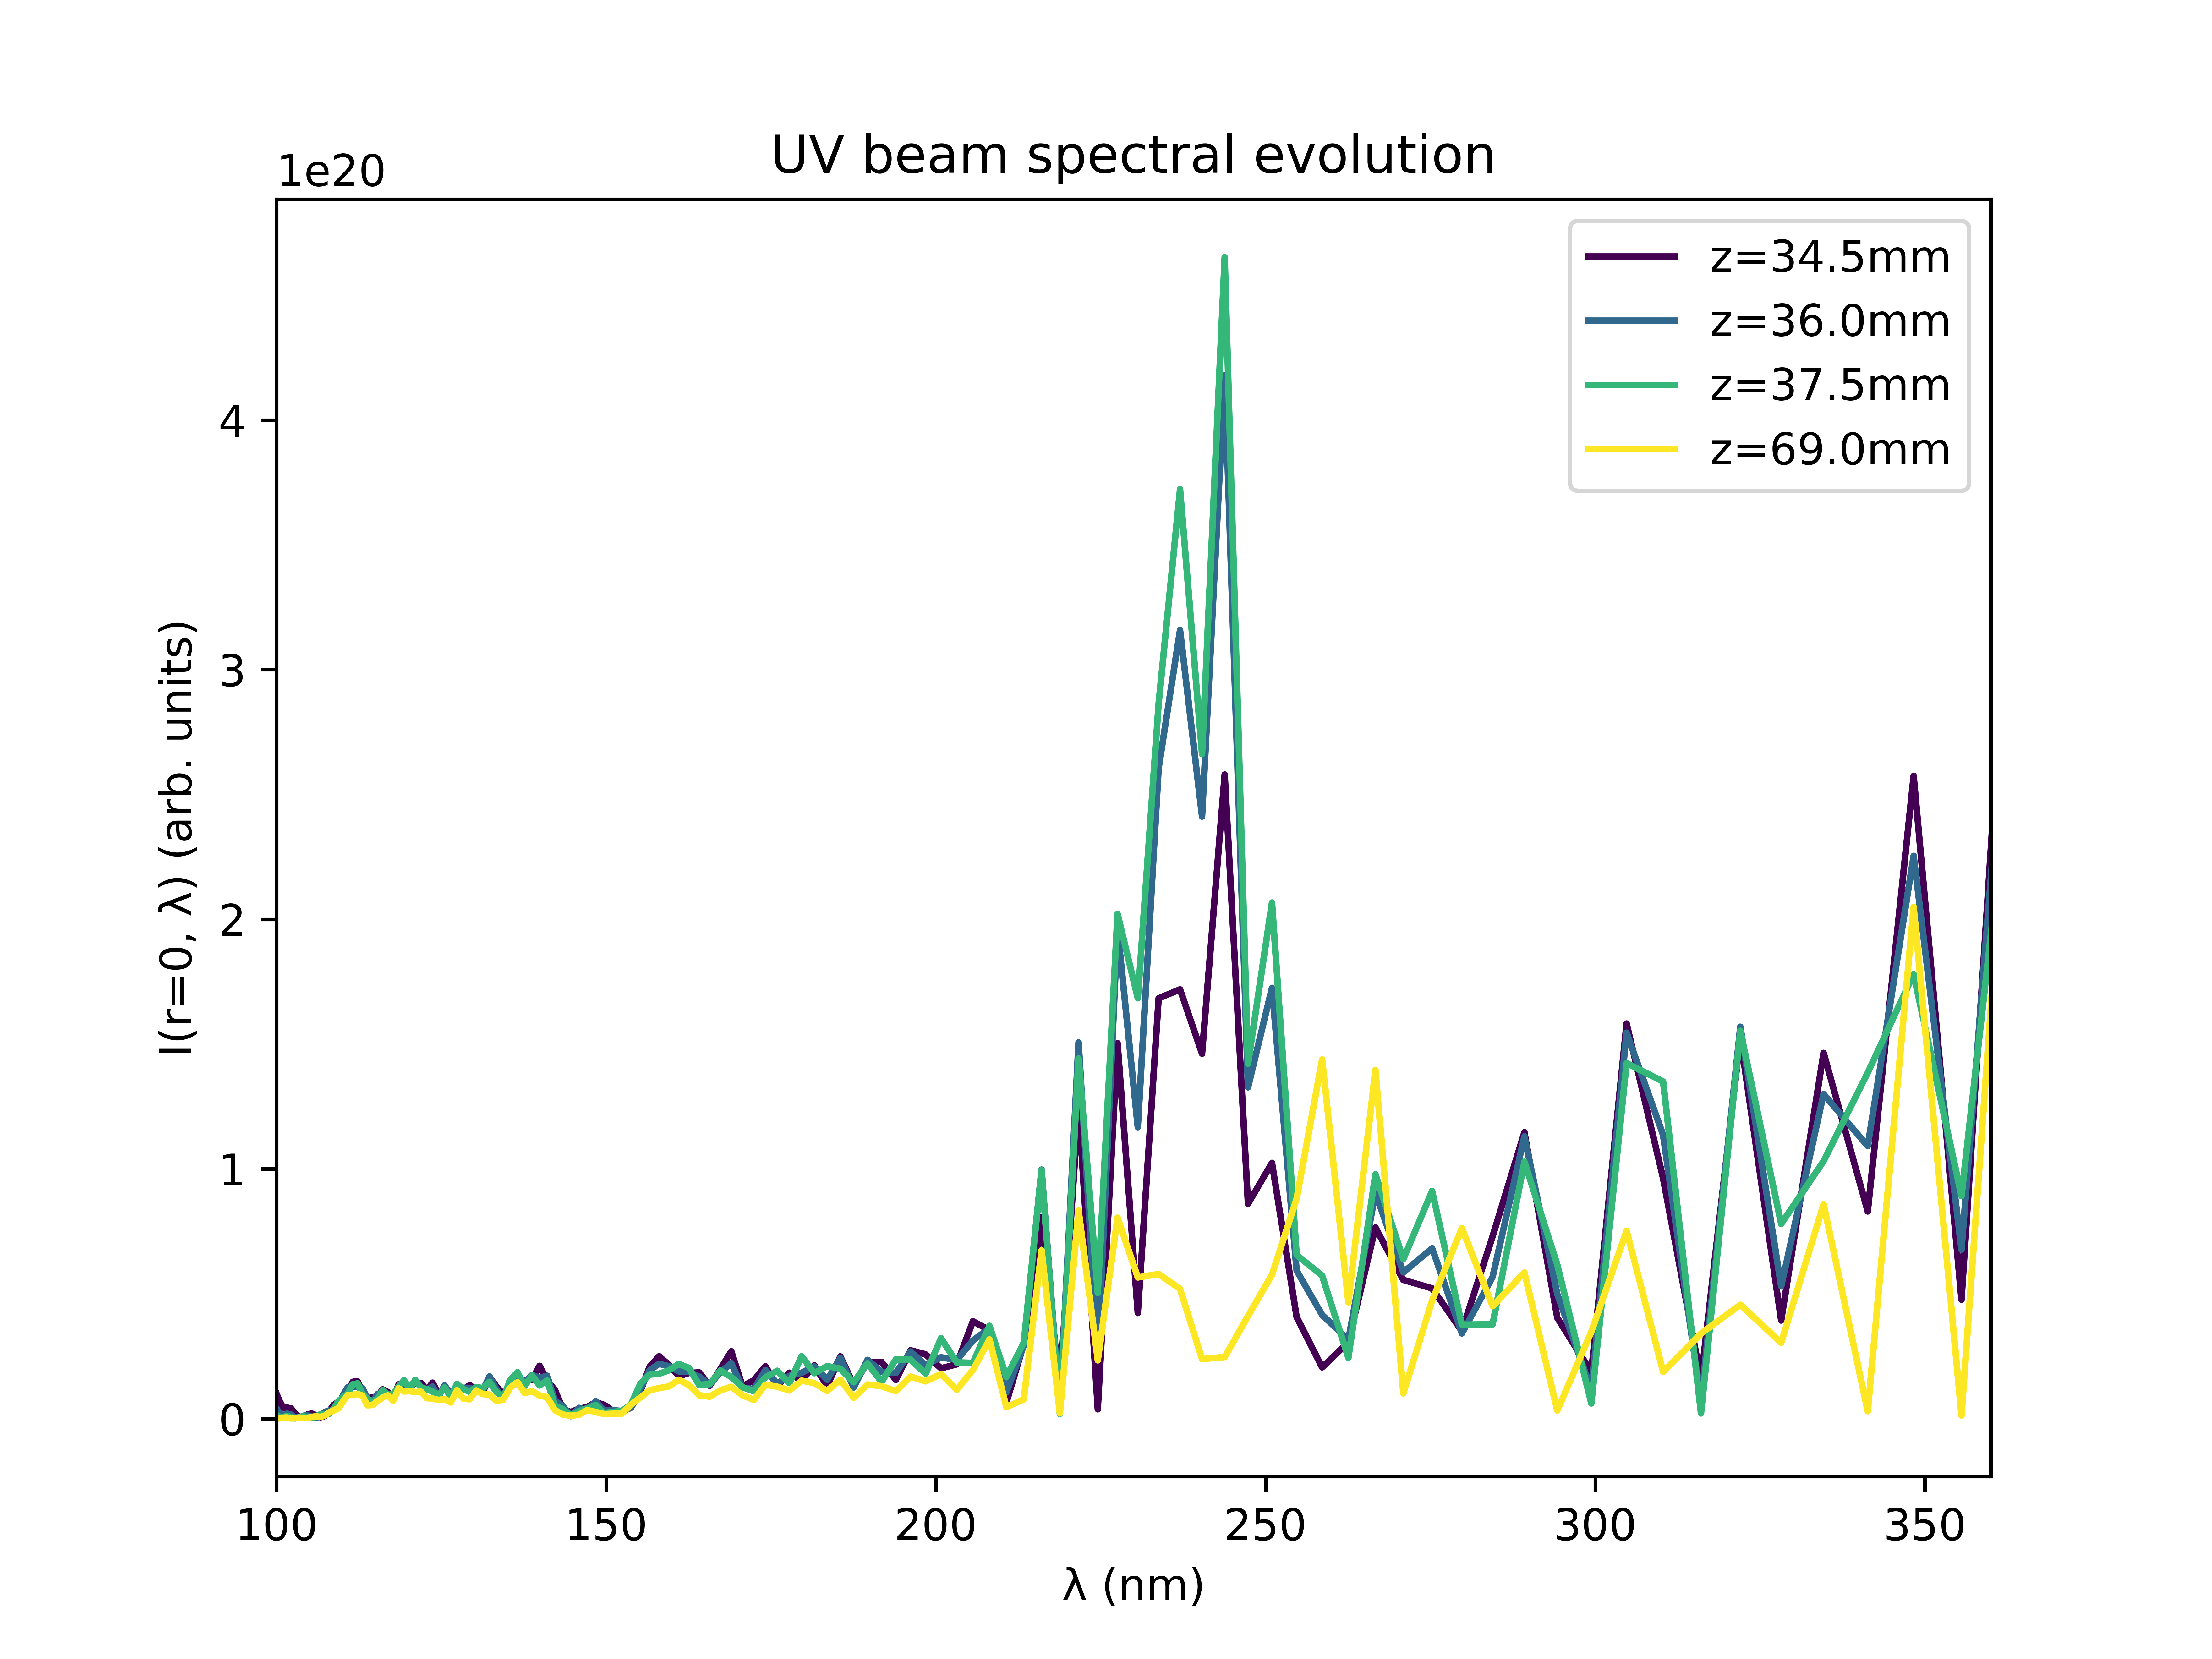 UV beam spectral evolution
1e20
z=34.5mm
z=36.0mm
z=37.5mm
z=69.0mm
4
3
2
1
0
I(r=0, λ) (arb. units)
100 150 200 250 300 350
λ (nm)